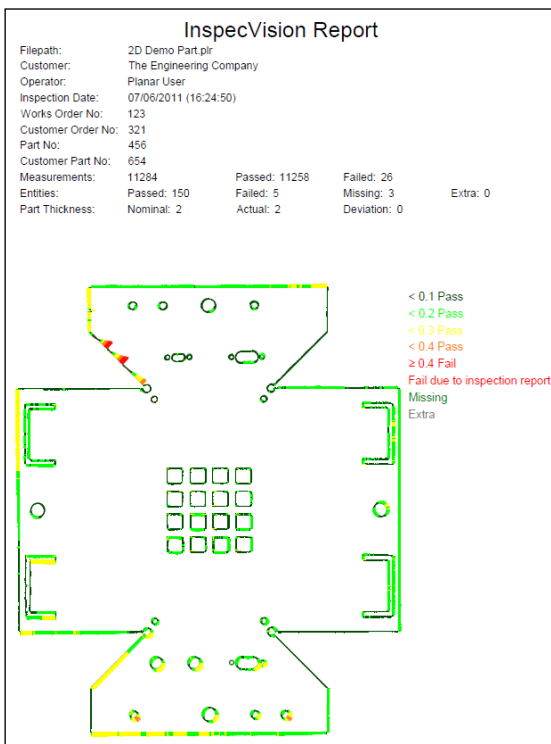 InspecVision Report
Filepath: 2D Demo Part.plr
Customer: The Engineering Company
Operator: Planar User
Inspection Date: 07/06/2011 (16:24:50)
Works Order No: 123
Customer Order No: 321
Part No: 456
Customer Part No: 654
Measurements: 11284 Passed: 11258 Failed: 26
Entities: Passed: 150 Failed: 5 Missing: 3 Extra: 0
Part Thickness: Nominal: 2 Actual: 2 Deviation: 0
< 0.1 Pass
< 0.2 Pass
< 0.3 Pass
< 0.4 Pass
≥ 0.4 Fail
Fail due to inspection report
Missing
Extra